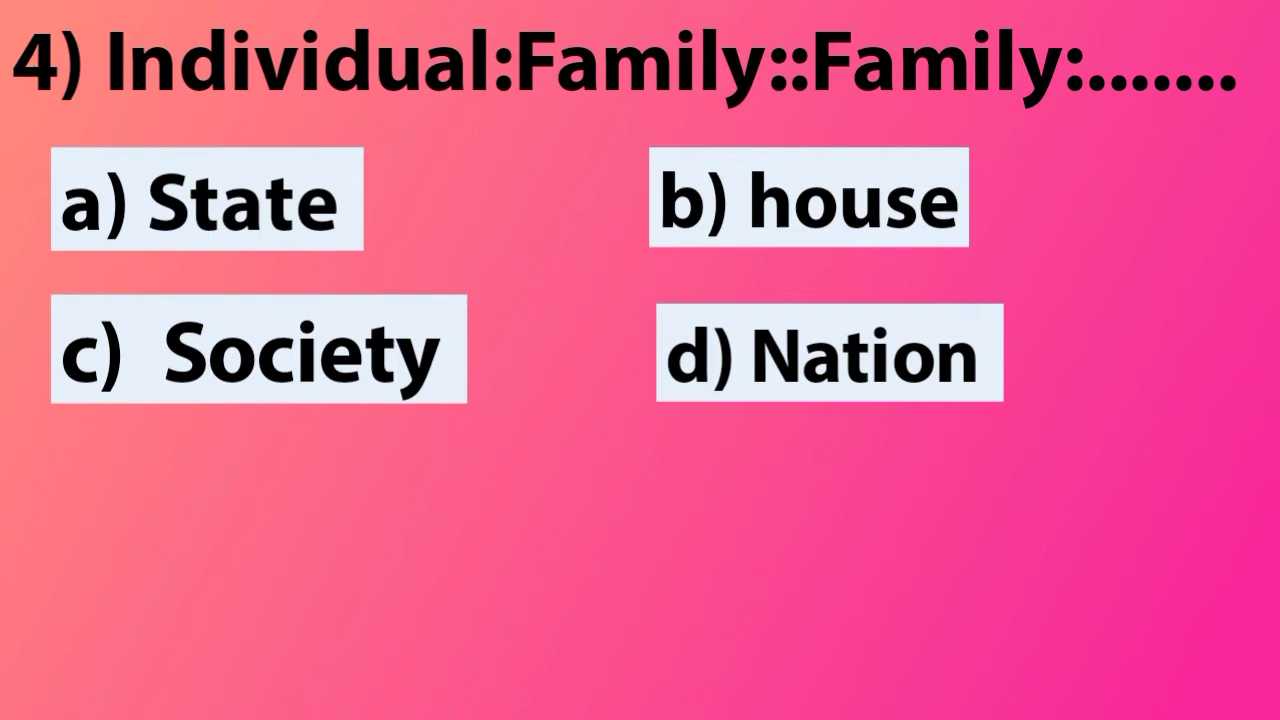 4) Individual:Family::Family:.......
a) State
b) house
c) Society
d) Nation